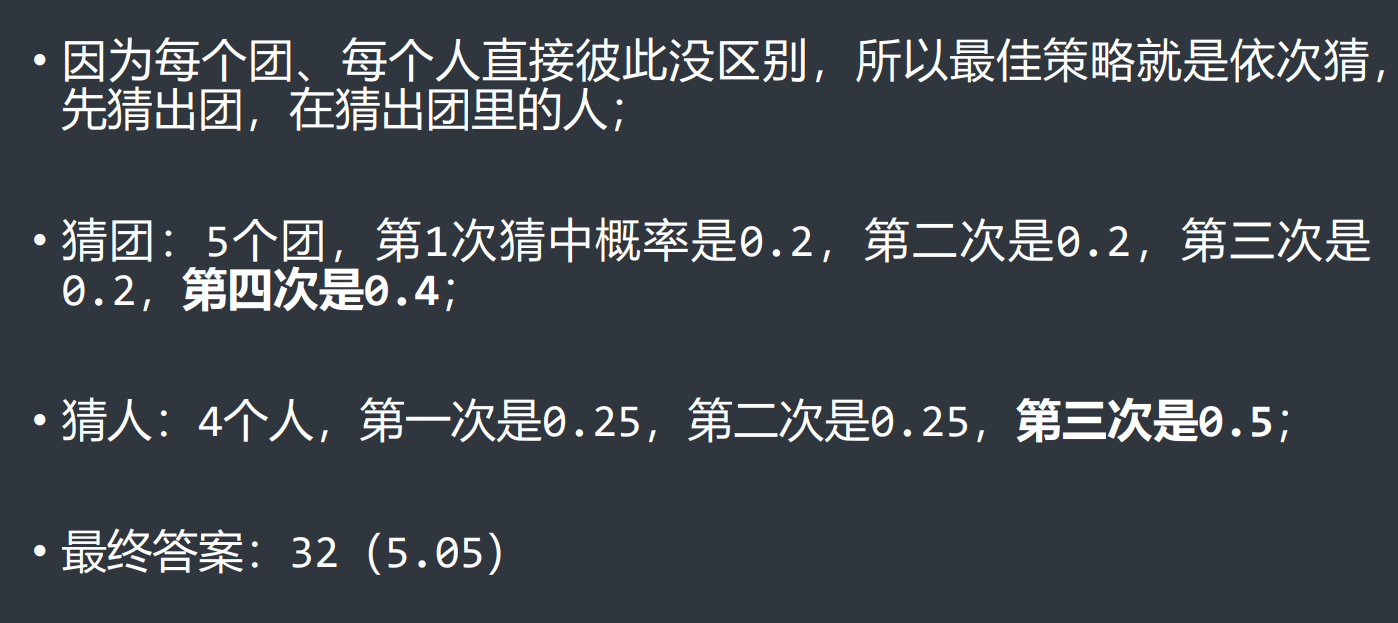 • 因为每个团、每个人直接彼此没区别，所以最佳策略就是依次猜，
先猜出团，在猜出团里的人；
• 猜团：5个团，第1次猜中概率是0.2，第二次是0.2，第三次是
0.2，第四次是0.4；
• 猜人：4个人，第一次是0.25，第二次是0.25，第三次是0.5；
• 最终答案：32（5.05）